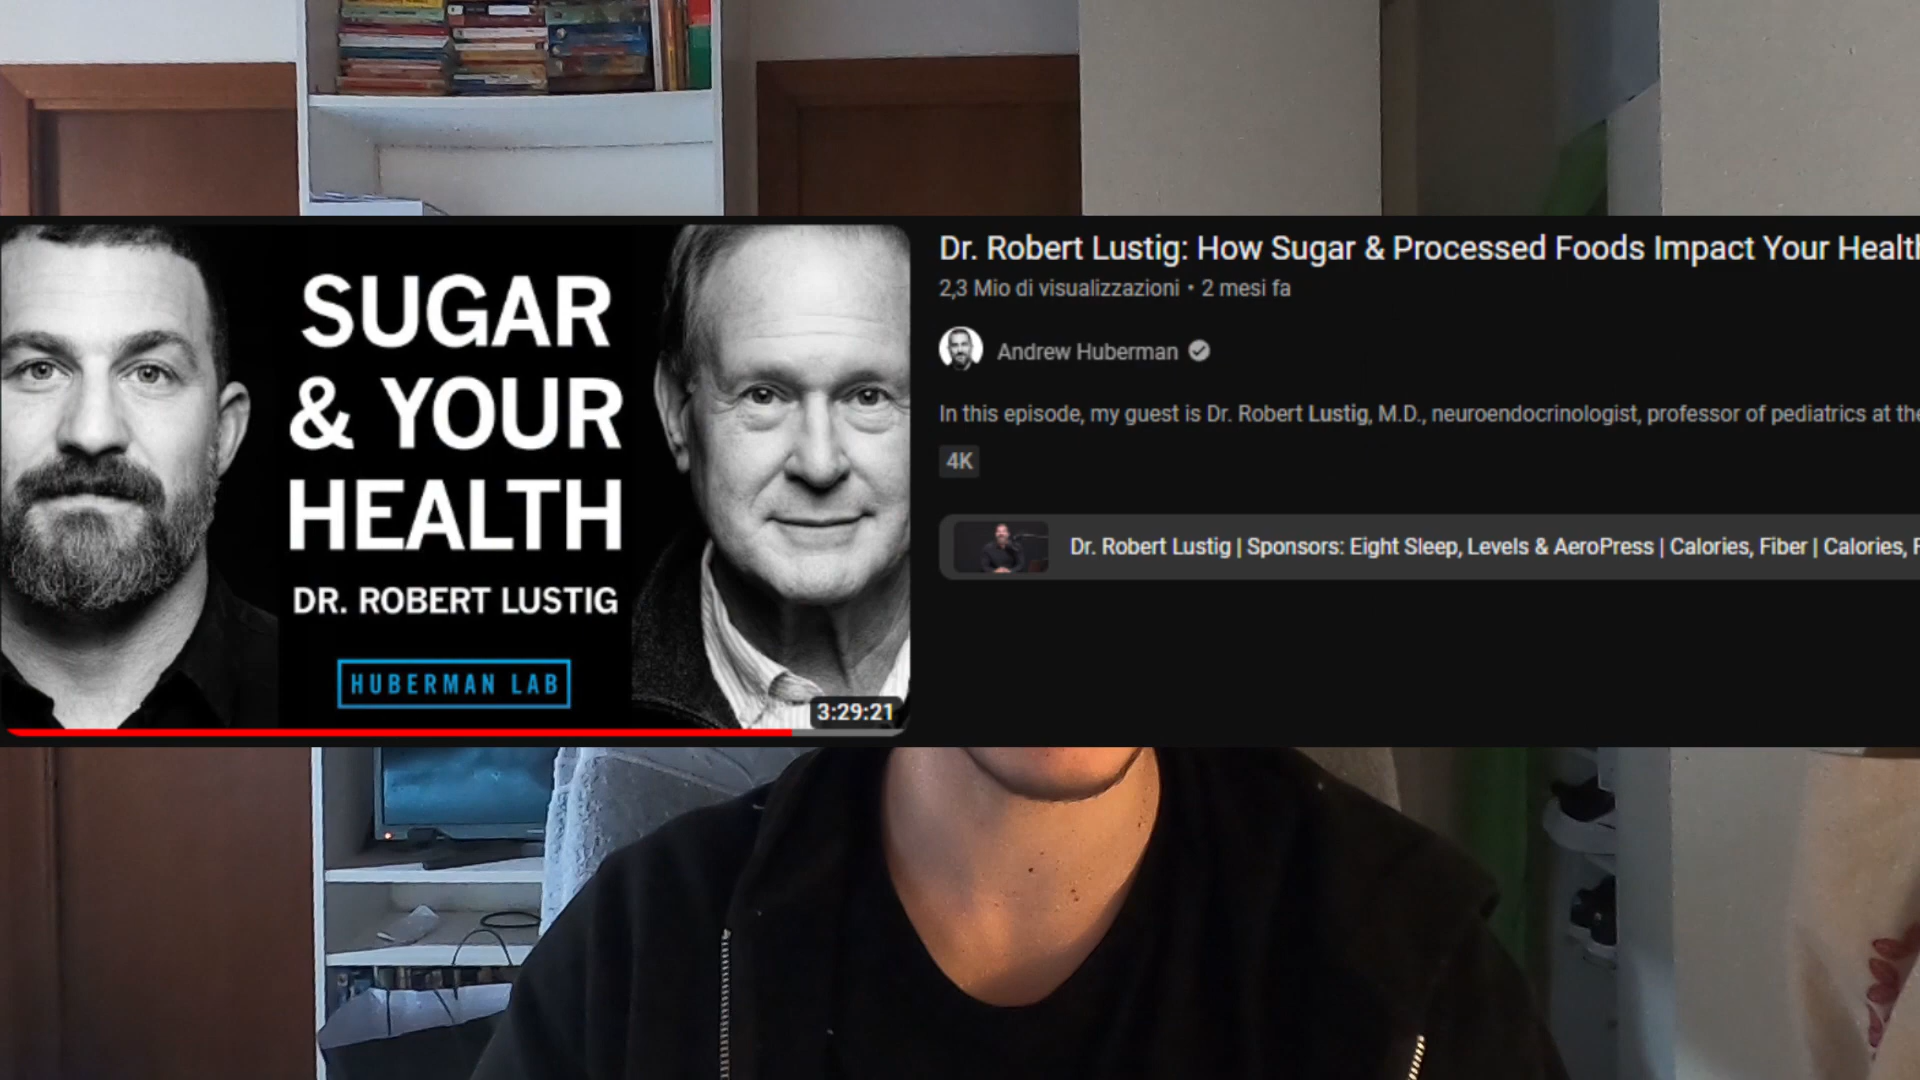 SUGAR
& YOUR
HEALTH
DR. ROBERT LUSTIG
HUBERMAN LAB
3:29:21
Dr. Robert Lustig: How Sugar & Processed Foods Impact Your Health
2,3 Mio di visualizzazioni • 2 mesi fa
Andrew Huberman
In this episode, my guest is Dr. Robert Lustig, M.D., neuroendocrinologist, professor of pediatrics at the
4K
Dr. Robert Lustig | Sponsors: Eight Sleep, Levels & AeroPress | Calories, Fiber | Calories,